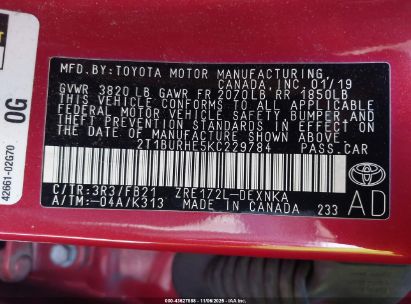 MFD.BY:TOYOTA MOTOR MANUFACTURING,
CANADA, INC. 01/19
GVWR 3820 LB GAWR FR 2070LB RR 1850LB
THIS VEHICLE CONFORMS TO ALL APPLICABLE
FEDERAL MOTOR VEHICLE SAFETY, BUMPER, AND
THEFT PREVENTION STANDARDS IN EFFECT ON
THE DATE OF MANUFACTURE SHOWN ABOVE.
2T1BURHE5KC229784 PASS.CAR
C/TR:3R3/FB21 ZRE172L-DEXNKA
A/TM:-04A/K313 MADE IN CANADA 233
AD
TOYOTA
0G
42661-02G70